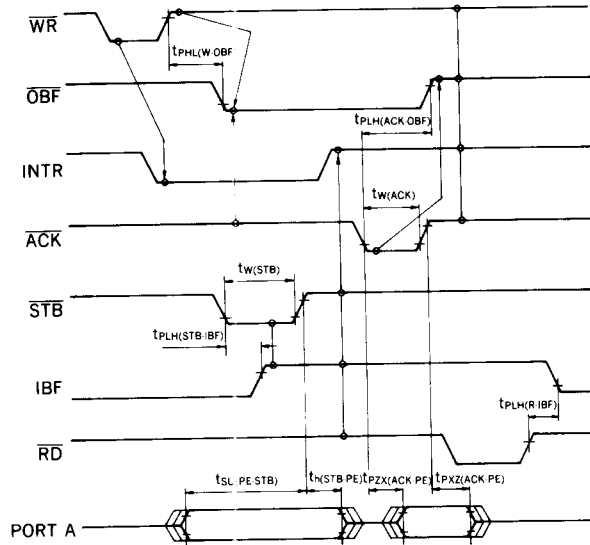 WR
tPHL(W·OBF)
OBF
tPLH(ACK·OBF)
INTR
tW(ACK)
ACK
tW(STB)
STB
tPLH(STB·IBF)
IBF
tPLH(R·IBF)
RD
tSU(PE·STB) th(STB·PE) tPZX(ACK·PE) tPXZ(ACK·PE)
PORT A